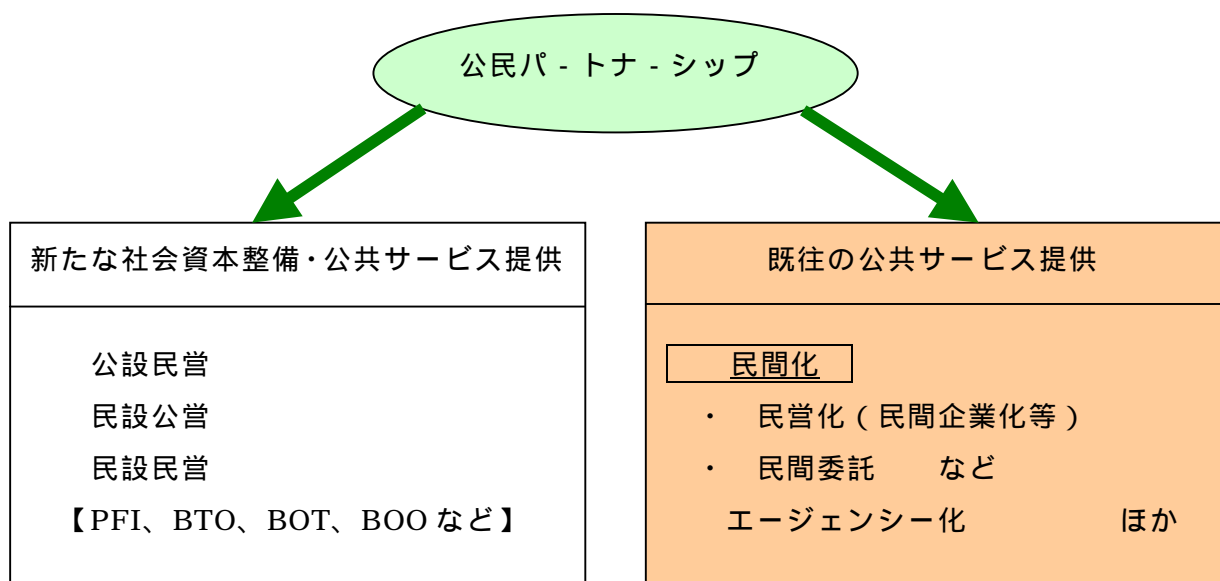 公民パ‐トナ‐シップ
新たな社会資本整備・公共サービス提供
公設民営
民設公営
民設民営
【PFI、BTO、BOT、BOO など】
既往の公共サービス提供
民間化
・ 民営化(民間企業化等)
・ 民間委託 など
エージェンシー化 ほか